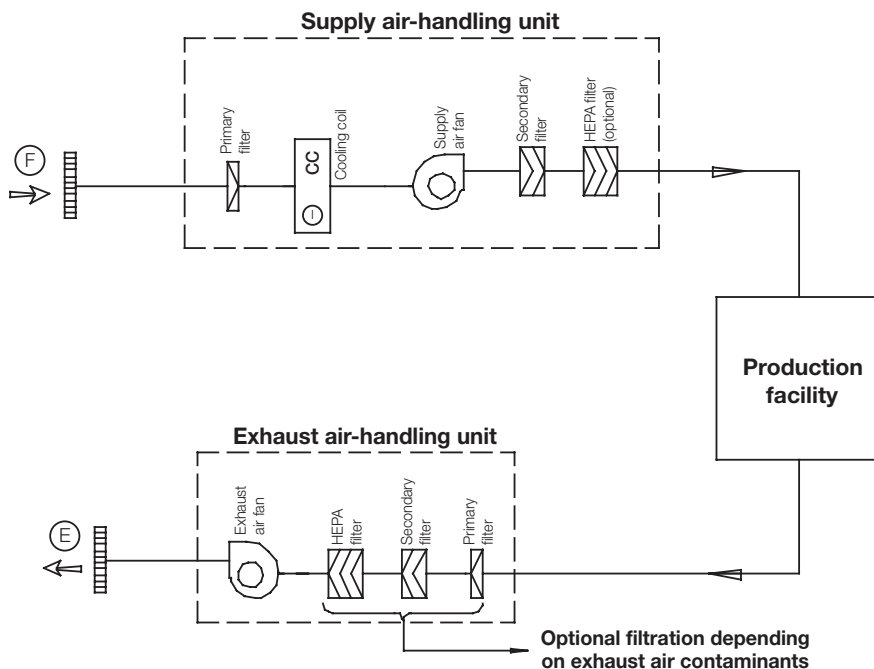 Supply air-handling unit
F
Primary
filter
CC
I
Cooling coil
Supply
air fan
Secondary
filter
HEPA filter
(optional)
Production
facility
Exhaust air-handling unit
E
Exhaust
air fan
HEPA
filter
Secondary
filter
Primary
filter
Optional filtration depending
on exhaust air contaminants